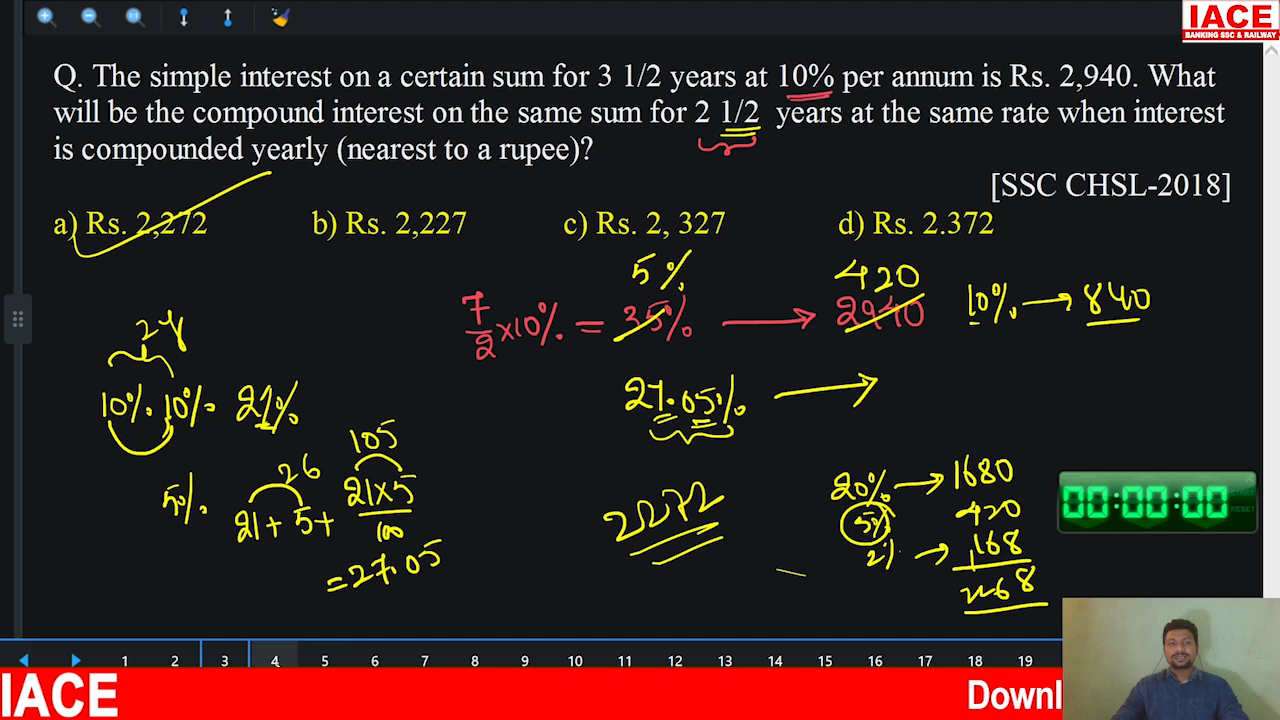 IACE
BANKING SSC & RAILWAY
Q. The simple interest on a certain sum for 3 1/2 years at 10% per annum is Rs. 2,940. What
will be the compound interest on the same sum for 2 1/2 years at the same rate when interest
is compounded yearly (nearest to a rupee)?
[SSC CHSL-2018]
a) Rs. 2,272 b) Rs. 2,227 c) Rs. 2, 327 d) Rs. 2.372
5% 420
7/2 × 10% = 35% → 2940 10% → 840
10% 10% 21%
27.05% →
105
26
5% 21 + 5 + 21×5/100
= 27.05
2272
20% → 1680
5% 420
2% → 168
2268
00:00:00
RESET
1 2 3 4 5 6 7 8 9 10 11 12 13 14 15 16 17 18 19
IACE Downl